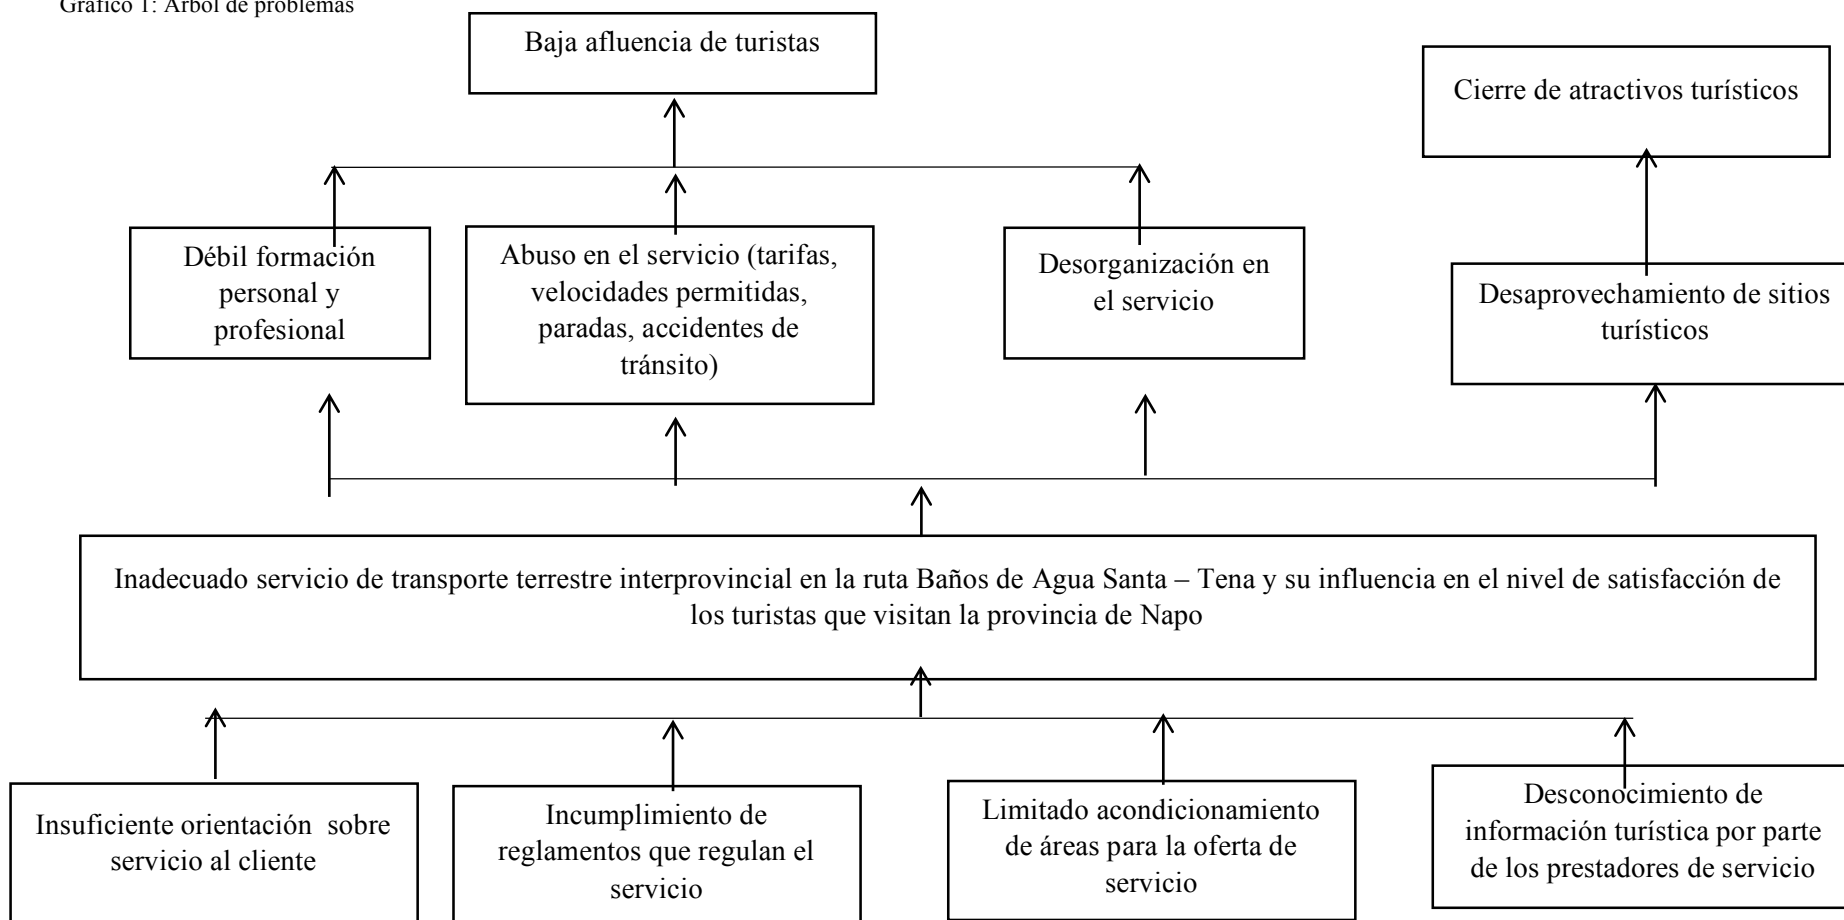 Gráfico 1: Árbol de problemas
Baja afluencia de turistas
Cierre de atractivos turísticos
Débil formación
personal y
profesional
Abuso en el servicio (tarifas,
velocidades permitidas,
paradas, accidentes de
tránsito)
Desorganización en
el servicio
Desaprovechamiento de sitios
turísticos
Inadecuado servicio de transporte terrestre interprovincial en la ruta Baños de Agua Santa – Tena y su influencia en el nivel de satisfacción de
los turistas que visitan la provincia de Napo
Insuficiente orientación  sobre
servicio al cliente
Incumplimiento de
reglamentos que regulan el
servicio
Limitado acondicionamiento
de áreas para la oferta de
servicio
Desconocimiento de
información turística por parte
de los prestadores de servicio